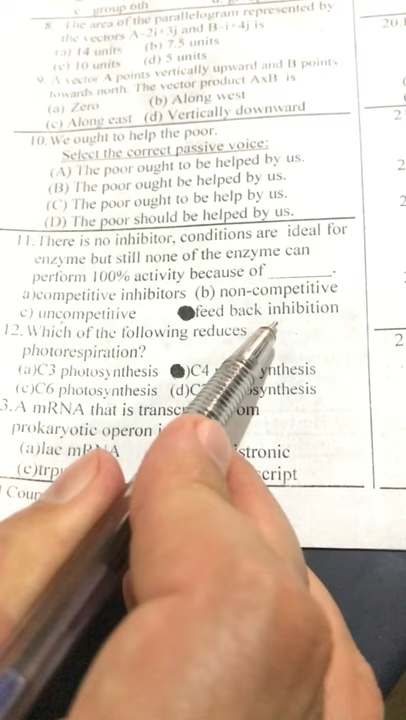 group 6th
8. The area of the parallelogram represented by
the vectors A=2i+3j and B=i+4j is
(a) 14 units (b) 7.5 units
(c) 10 units (d) 5 units
9. A vector A points vertically upward and B points
towards north. The vector product AxB is
(a) Zero (b) Along west
(c) Along east (d) Vertically downward
10. We ought to help the poor.
Select the correct passive voice:
(A) The poor ought to be helped by us.
(B) The poor ought be helped by us.
(C) The poor ought to be help by us.
(D) The poor should be helped by us.
11. There is no inhibitor, conditions are ideal for
enzyme but still none of the enzyme can
perform 100% activity because of ________.
a)competitive inhibitors (b) non-competitive
c) uncompetitive feed back inhibition
12. Which of the following reduces
photorespiration?
(a)C3 photosynthesis )C4 ynthesis
(c)C6 photosynthesis (d)C osynthesis
3. A mRNA that is transcr om
prokaryotic operon i
(a)lac mRNA stronic
(c)trp script
Cour
20.
2
2
2
2